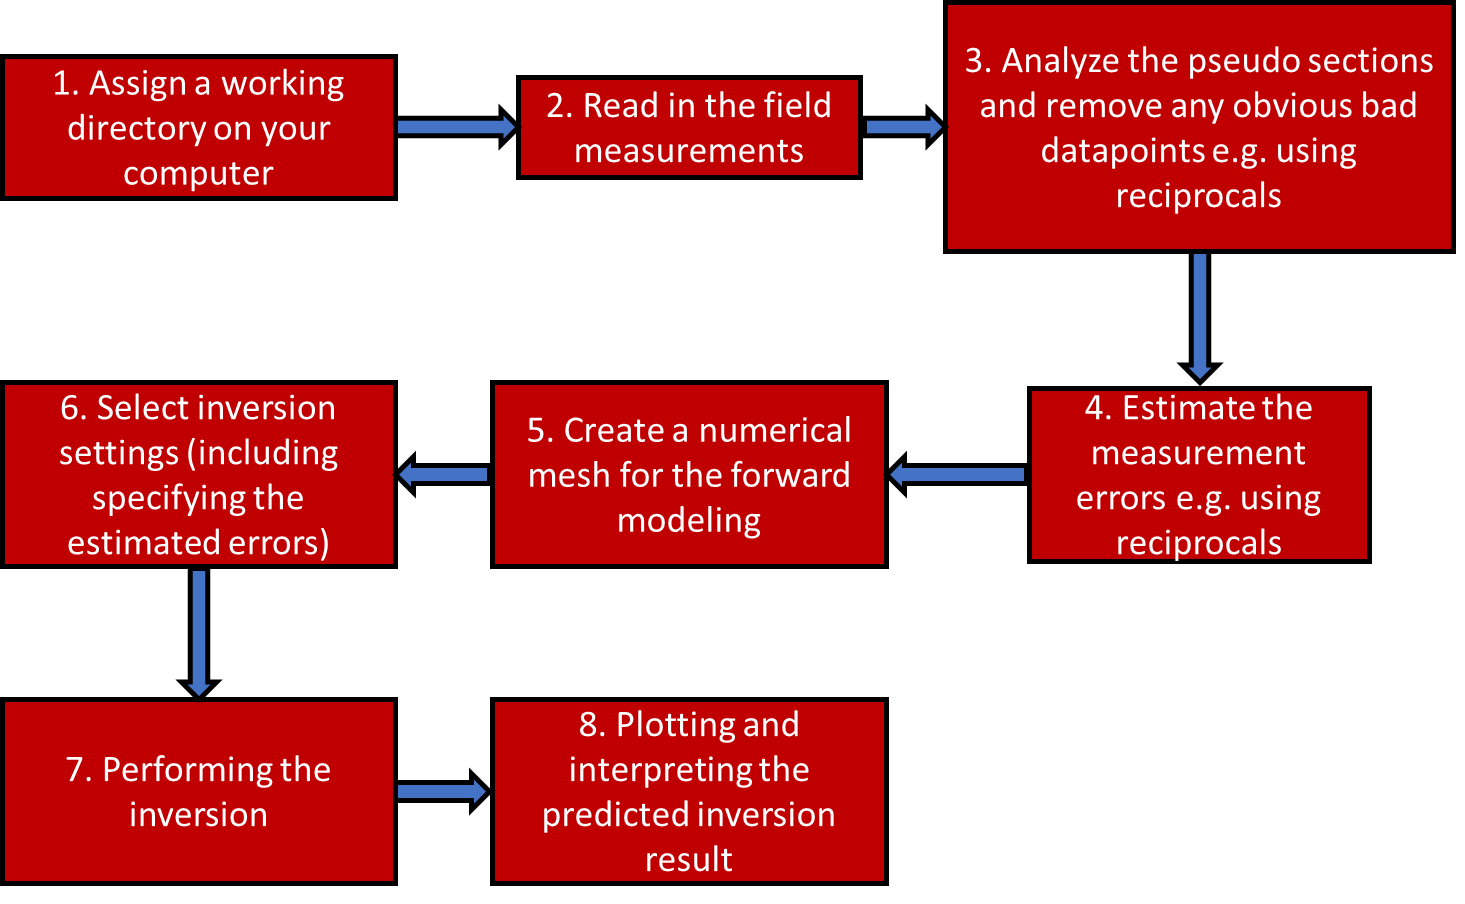 1. Assign a working
directory on your
computer
2. Read in the field
measurements
3. Analyze the pseudo sections
and remove any obvious bad
datapoints e.g. using
reciprocals
4. Estimate the
measurement
errors e.g. using
reciprocals
5. Create a numerical
mesh for the forward
modeling
6. Select inversion
settings (including
specifying the
estimated errors)
7. Performing the
inversion
8. Plotting and
interpreting the
predicted inversion
result